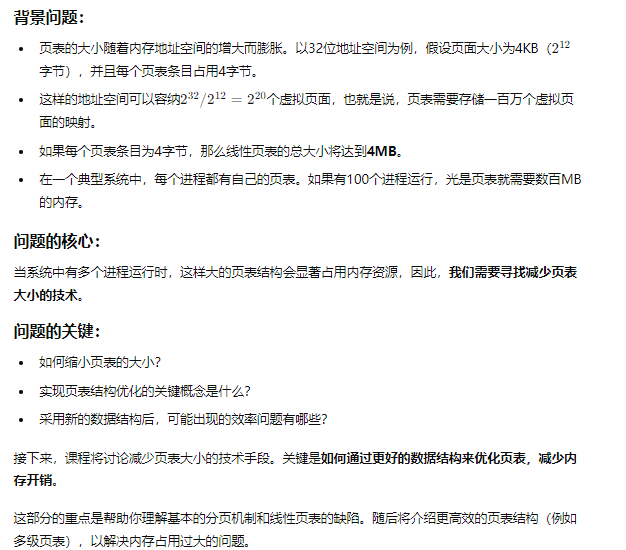 背景问题：
• 页表的大小随着内存地址空间的增大而膨胀。以32位地址空间为例，假设页面大小为4KB（2^12
字节），并且每个页表条目占用4字节。
• 这样的地址空间可以容纳2^32/2^12 = 2^20个虚拟页面，也就是说，页表需要存储一百万个虚拟页
面的映射。
• 如果每个页表条目为4字节，那么线性页表的总大小将达到4MB。
• 在一个典型系统中，每个进程都有自己的页表。如果有100个进程运行，光是页表就需要数百MB
的内存。
问题的核心：
当系统中有多个进程运行时，这样大的页表结构会显著占用内存资源，因此，我们需要寻找减少页表
大小的技术。
问题的关键：
• 如何缩小页表的大小？
• 实现页表结构优化的关键概念是什么？
• 采用新的数据结构后，可能出现的效率问题有哪些？
接下来，课程将讨论减少页表大小的技术手段。关键是如何通过更好的数据结构来优化页表，减少内
存开销。
这部分的重点是帮助你理解基本的分页机制和线性页表的缺陷。随后将介绍更高效的页表结构（例如
多级页表），以解决内存占用过大的问题。